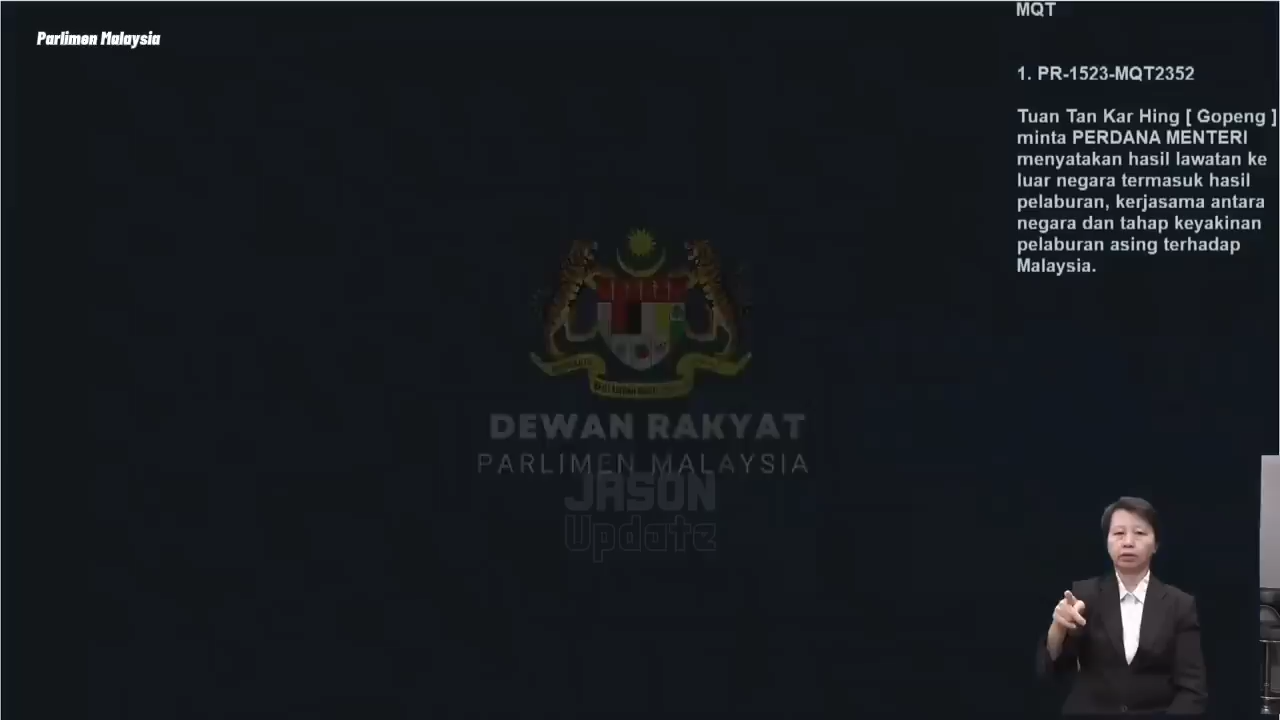 MQT
Parlimen Malaysia
1. PR-1523-MQT2352
Tuan Tan Kar Hing [ Gopeng ]
minta PERDANA MENTERI
menyatakan hasil lawatan ke
luar negara termasuk hasil
pelaburan, kerjasama antara
negara dan tahap keyakinan
pelaburan asing terhadap
Malaysia.
DEWAN RAKYAT
PARLIMEN MALAYSIA
JASON
Update